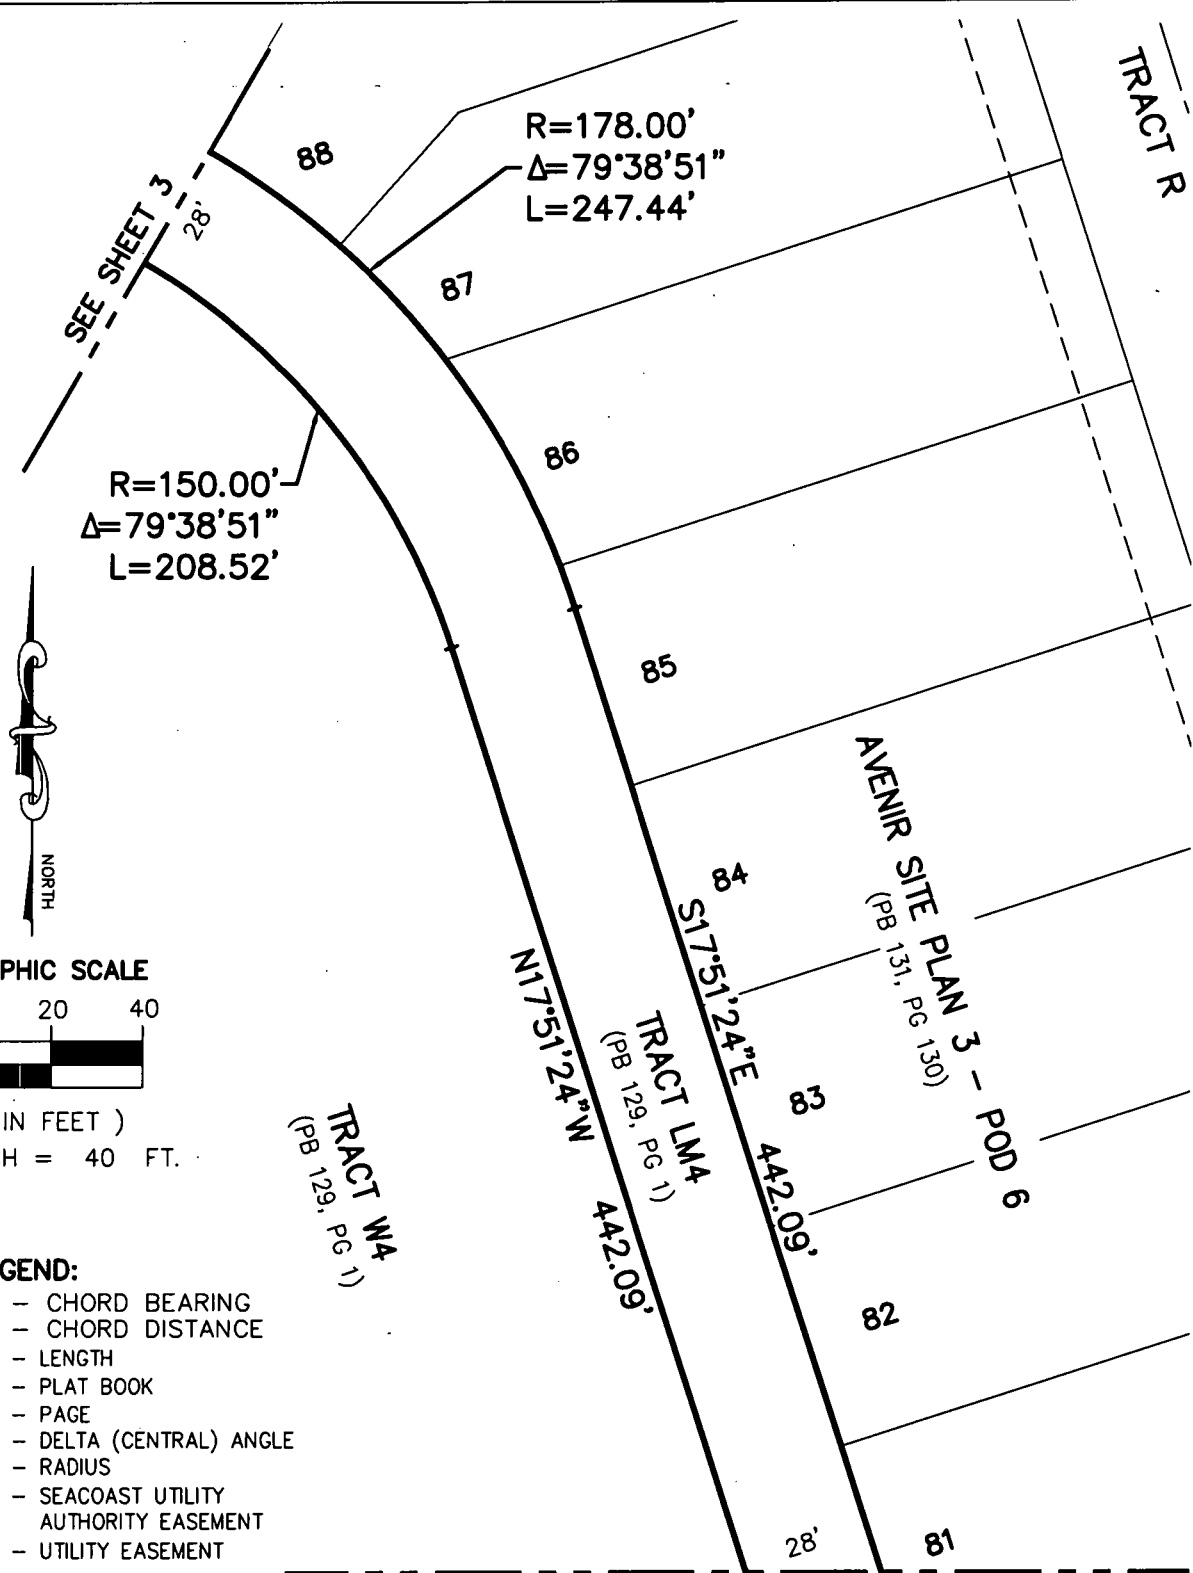 TRACT R
88
R=178.00'
Δ=79°38'51"
L=247.44'
SEE SHEET 3
28'
87
86
R=150.00'
Δ=79°38'51"
L=208.52'
85
NORTH
84
AVENIR SITE PLAN 3 – POD 6
(PB 131, PG 130)
S17°51'24"E 442.09'
N17°51'24"W 442.09'
TRACT LM4
(PB 129, PG 1)
83
PHIC SCALE
20 40
IN FEET )
H = 40 FT.
TRACT W4
(PB 129, PG 1)
82
GEND:
– CHORD BEARING
– CHORD DISTANCE
– LENGTH
– PLAT BOOK
– PAGE
– DELTA (CENTRAL) ANGLE
– RADIUS
– SEACOAST UTILITY
AUTHORITY EASEMENT
– UTILITY EASEMENT
28'
81